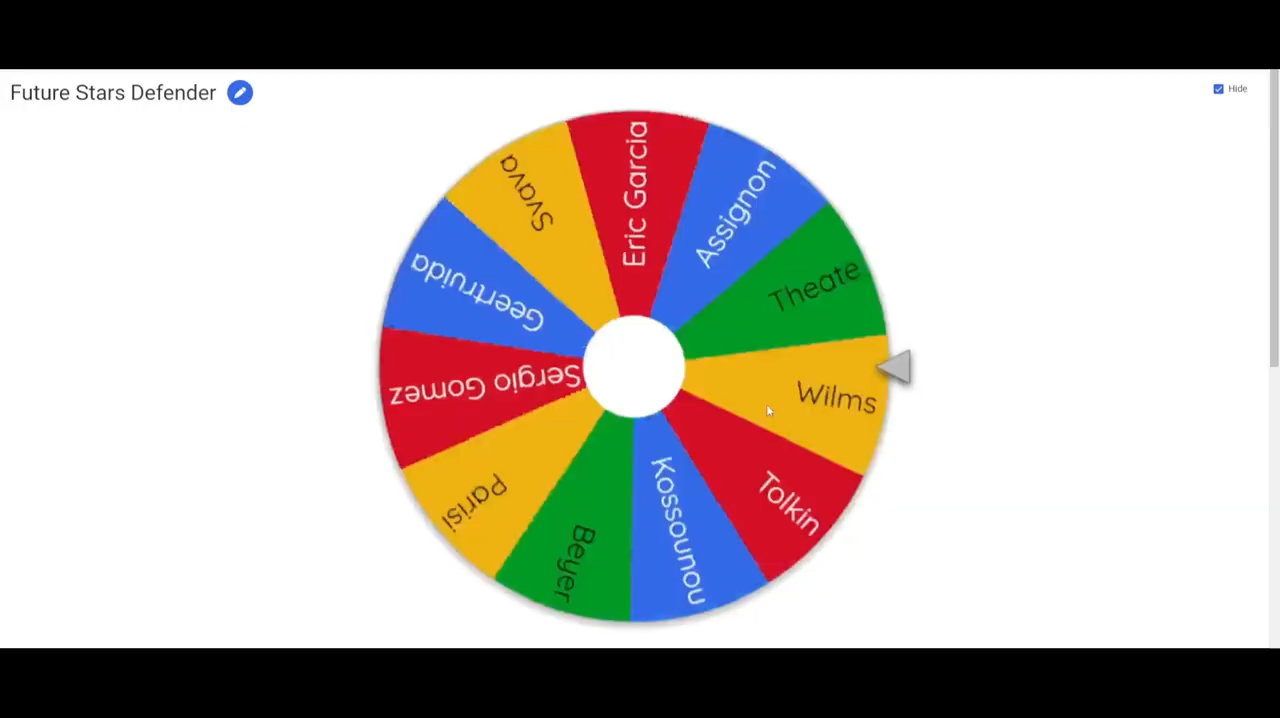 Future Stars Defender
Hide
Eric Garcia
Assignon
Theate
Wilms
Tolkin
Kossounou
Beyer
Parisi
Sergio Gomez
Geertruida
Svava